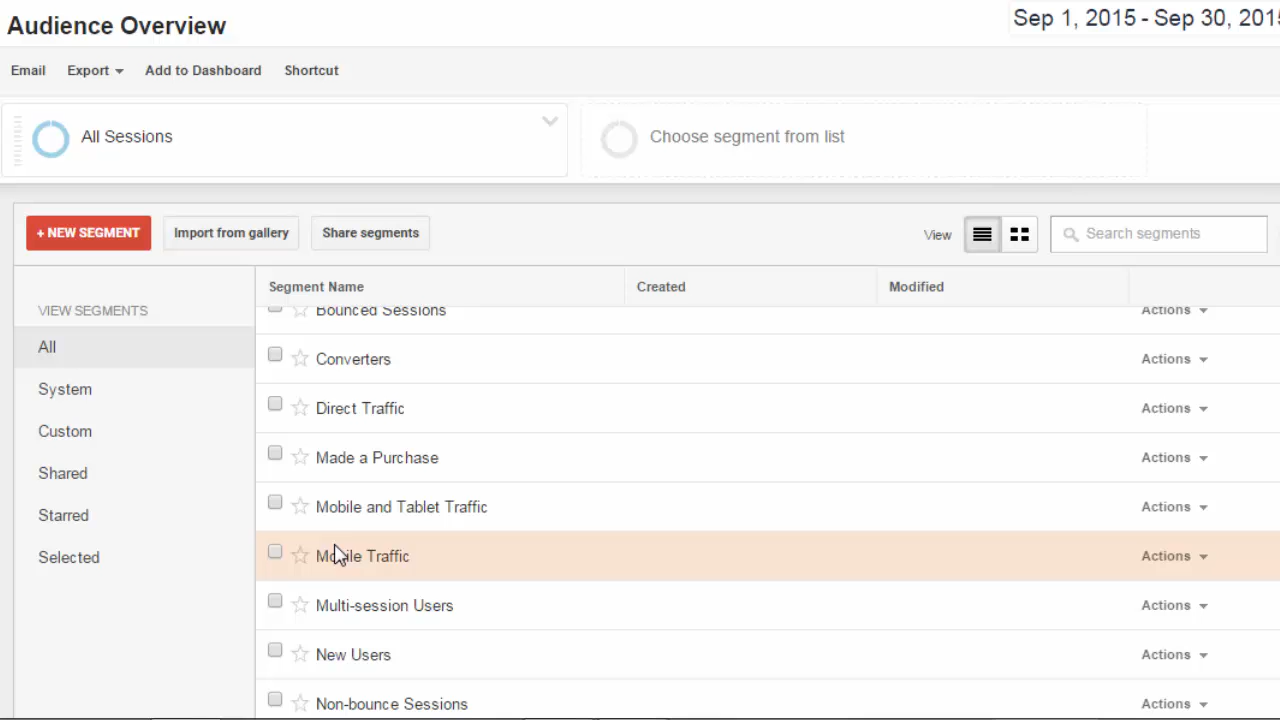 Audience Overview
Sep 1, 2015 - Sep 30, 201
Email Export Add to Dashboard Shortcut
All Sessions
Choose segment from list
+ NEW SEGMENT Import from gallery Share segments View Search segments
VIEW SEGMENTS
All
System
Custom
Shared
Starred
Selected
Segment Name Created Modified
Bounced Sessions Actions
Converters Actions
Direct Traffic Actions
Made a Purchase Actions
Mobile and Tablet Traffic Actions
Mobile Traffic Actions
Multi-session Users Actions
New Users Actions
Non-bounce Sessions Actions